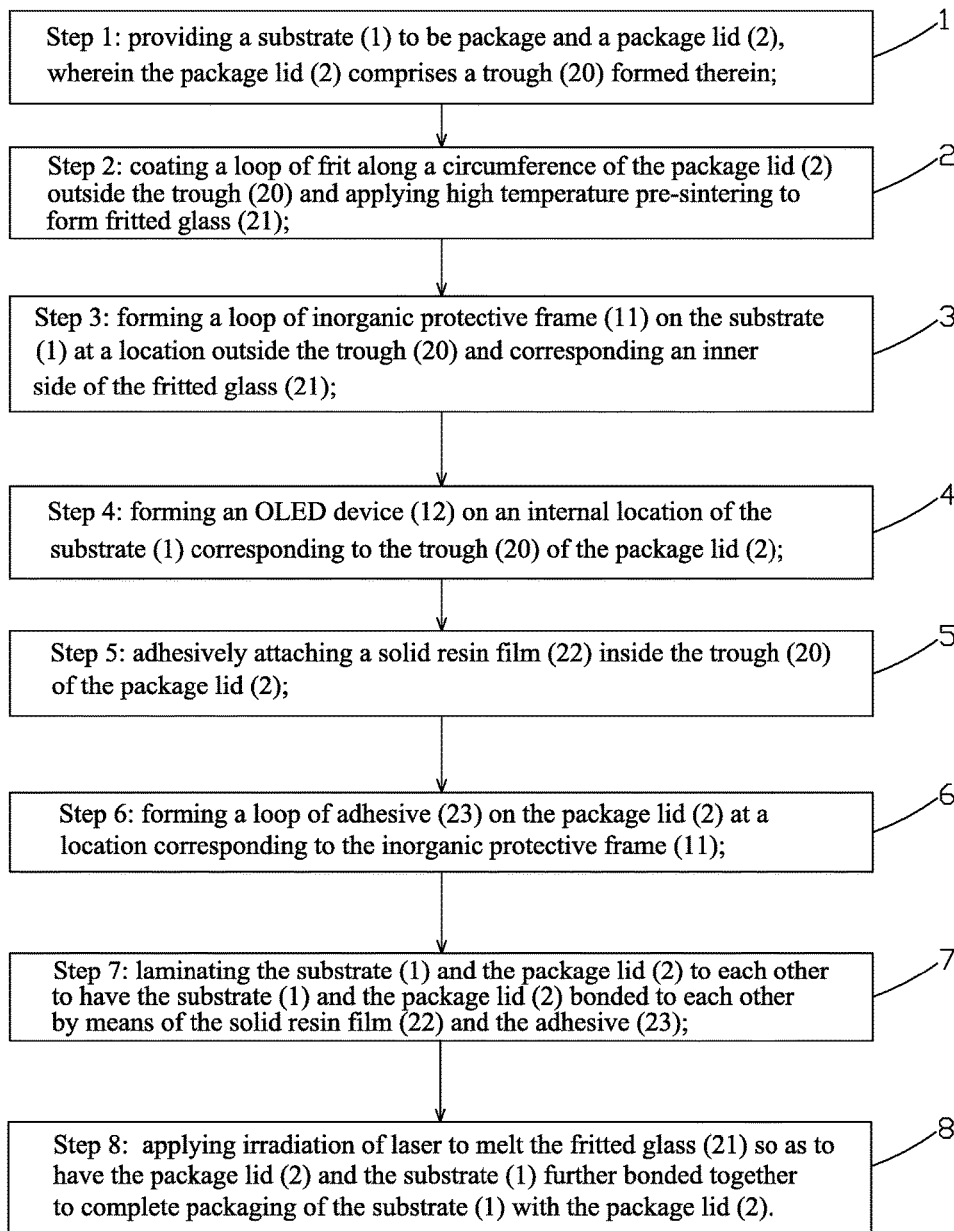 Step 1: providing a substrate (1) to be package and a package lid (2),
wherein the package lid (2) comprises a trough (20) formed therein;
1
Step 2: coating a loop of frit along a circumference of the package lid (2)
outside the trough (20) and applying high temperature pre-sintering to
form fritted glass (21);
2
Step 3: forming a loop of inorganic protective frame (11) on the substrate
(1) at a location outside the trough (20) and corresponding an inner
side of the fritted glass (21);
3
Step 4: forming an OLED device (12) on an internal location of the
substrate (1) corresponding to the trough (20) of the package lid (2);
4
Step 5: adhesively attaching a solid resin film (22) inside the trough (20)
of the package lid (2);
5
Step 6: forming a loop of adhesive (23) on the package lid (2) at a
location corresponding to the inorganic protective frame (11);
6
Step 7: laminating the substrate (1) and the package lid (2) to each other
to have the substrate (1) and the package lid (2) bonded to each other
by means of the solid resin film (22) and the adhesive (23);
7
Step 8: applying irradiation of laser to melt the fritted glass (21) so as to
have the package lid (2) and the substrate (1) further bonded together
to complete packaging of the substrate (1) with the package lid (2).
8